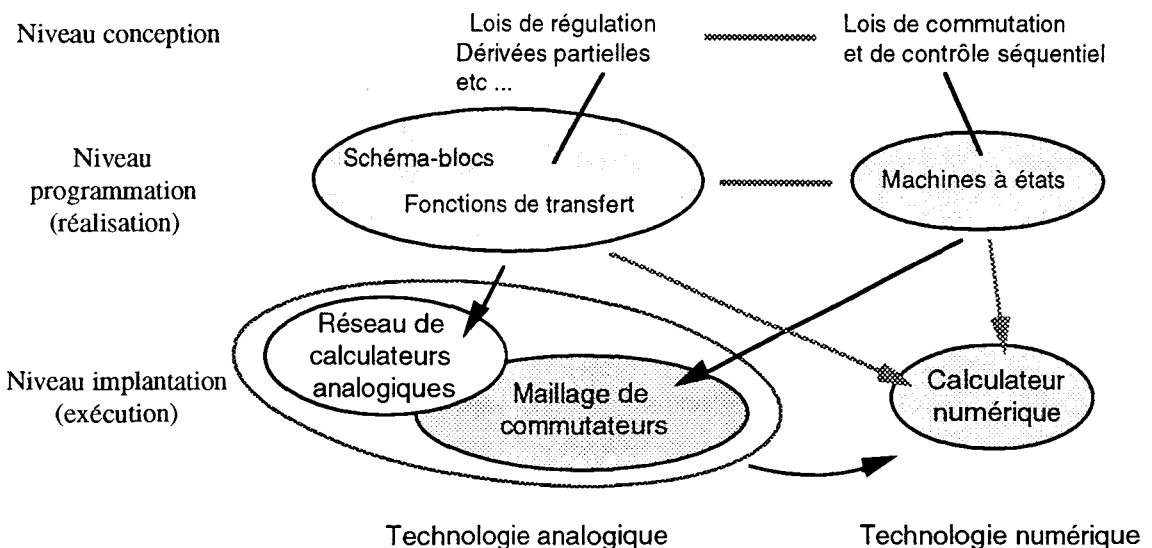 Niveau conception
Lois de régulation
Dérivées partielles
etc ...
Lois de commutation
et de contrôle séquentiel
Niveau
programmation
(réalisation)
Schéma-blocs
Fonctions de transfert
Machines à états
Niveau implantation
(exécution)
Réseau de
calculateurs
analogiques
Maillage de
commutateurs
Calculateur
numérique
Technologie analogique
Technologie numérique